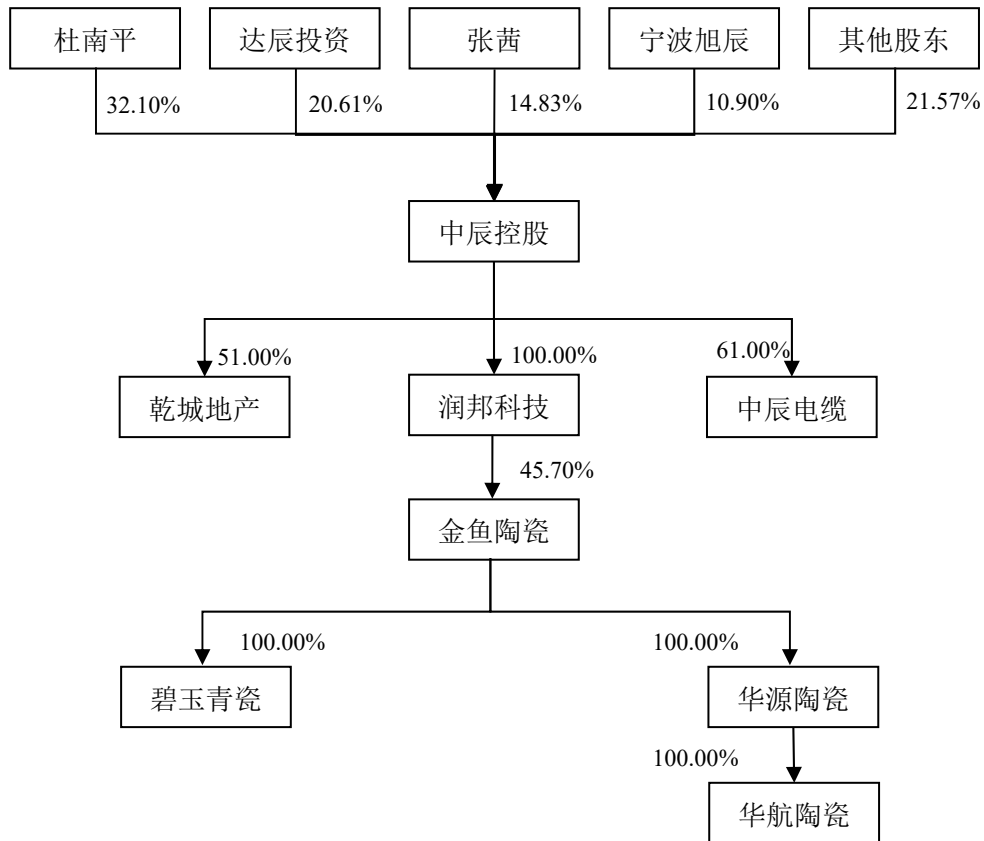 杜南平
达辰投资
张茜
宁波旭辰
其他股东
32.10%
20.61%
14.83%
10.90%
21.57%
中辰控股
51.00%
100.00%
61.00%
乾城地产
润邦科技
中辰电缆
45.70%
金鱼陶瓷
100.00%
100.00%
碧玉青瓷
华源陶瓷
100.00%
华航陶瓷